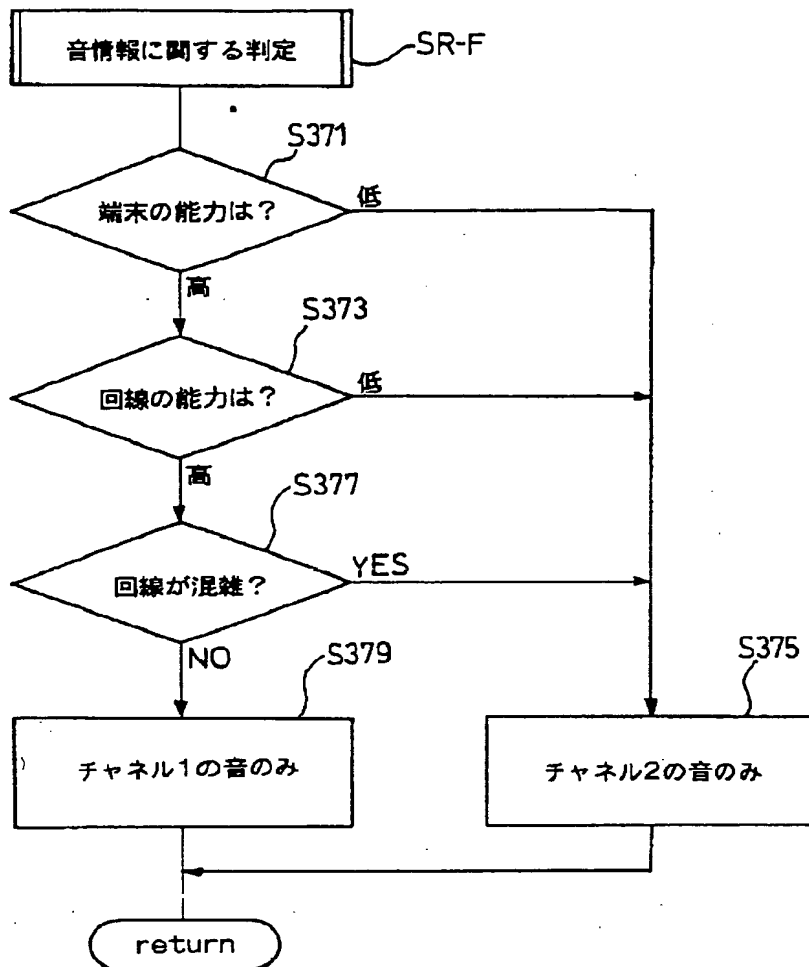 音情報に関する判定
SR-F
S371
端末の能力は?
低
高
S373
回線の能力は?
低
高
S377
回線が混雑?
YES
NO
S379
S375
チャネル1の音のみ
チャネル2の音のみ
return